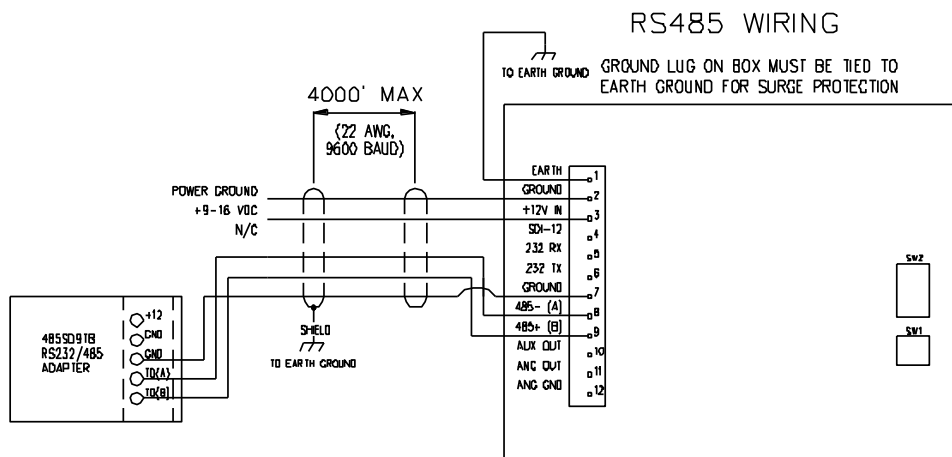 RS485 WIRING
TO EARTH GROUND
GROUND LUG ON BOX MUST BE TIED TO
EARTH GROUND FOR SURGE PROTECTION
4000' MAX
(22 AWG,
9600 BAUD)
POWER GROUND
+9-16 VDC
N/C
EARTH 1
GROUND 2
+12V IN 3
SDI-12 4
232 RX 5
232 TX 6
GROUND 7
485- (A) 8
485+ (B) 9
AUX OUT 10
ANG OUT 11
ANG GND 12
SW2
SW1
485SD9TB
RS232/485
ADAPTER
+12
GND
GND
TD(A)
TD(B)
SHIELD
TO EARTH GROUND